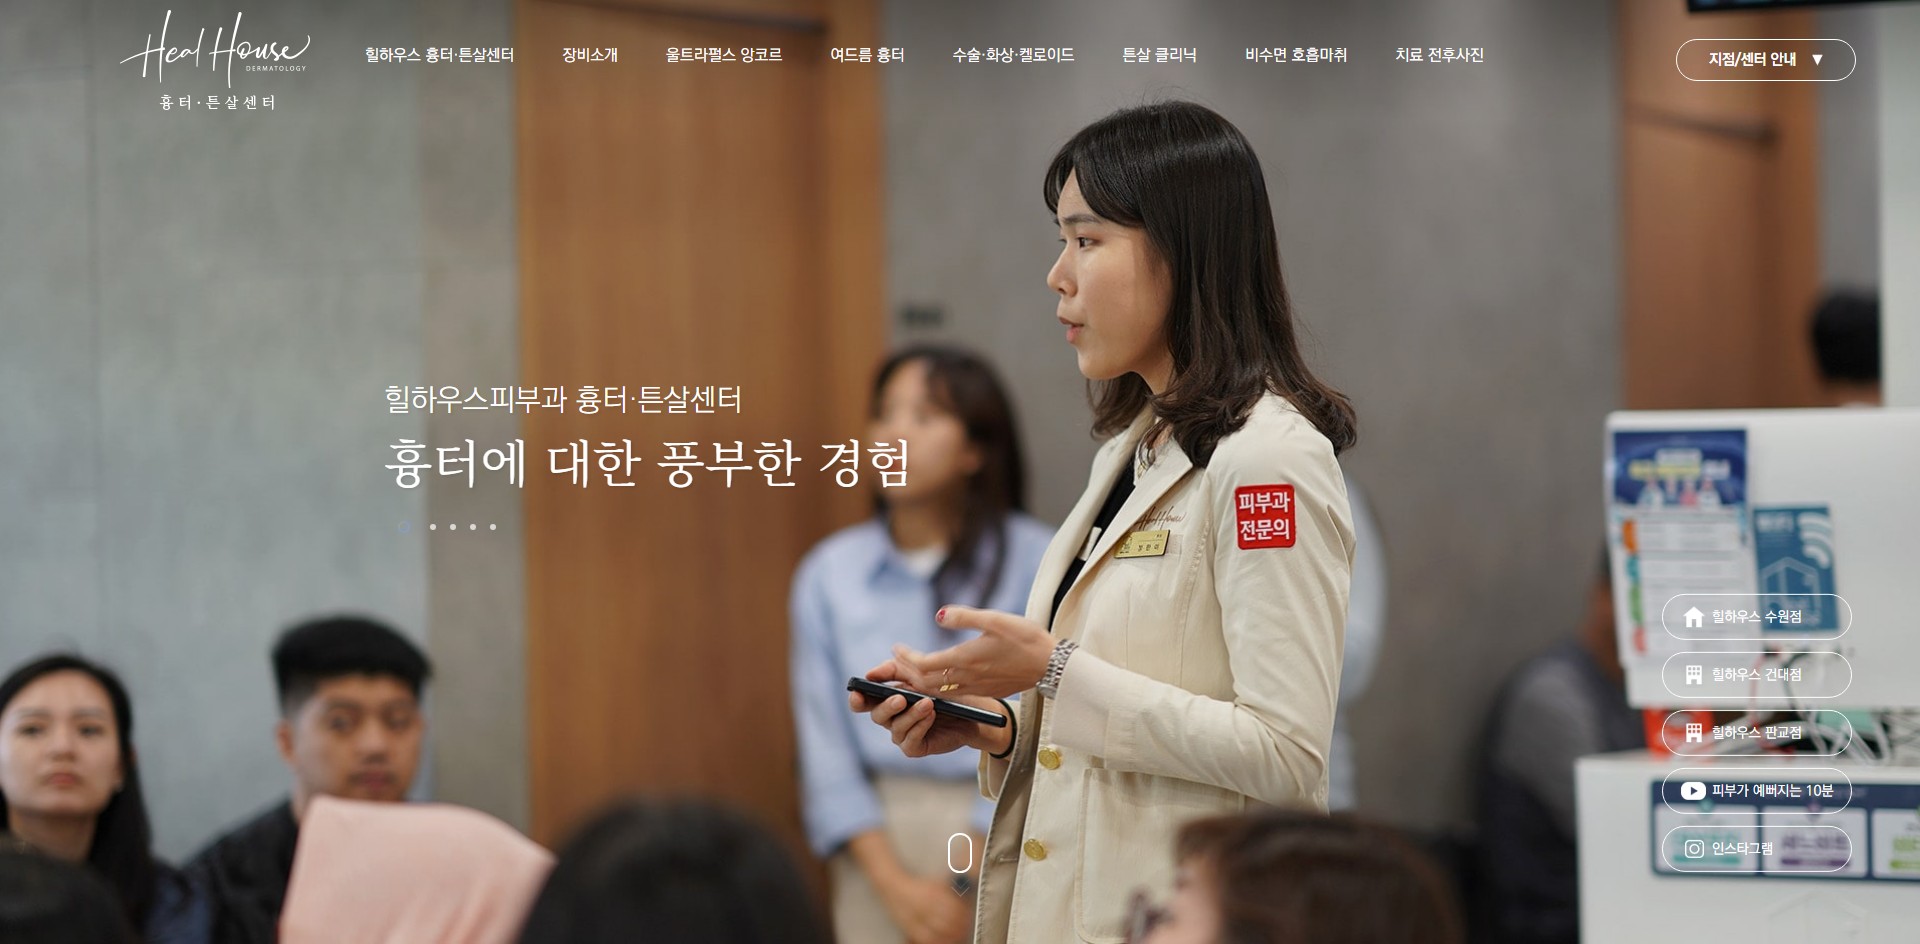 Heal House
DERMATOLOGY
흉터·튼살센터
힐하우스 흉터·튼살센터
장비소개
울트라펄스 앙코르
여드름 흉터
수술·화상·켈로이드
튼살 클리닉
비수면 호흡마취
치료 전후사진
지점/센터 안내 ▼
힐하우스피부과 흉터·튼살센터
흉터에 대한 풍부한 경험
Heal House
피부과
전문의
힐하우스 수원점
힐하우스 건대점
힐하우스 판교점
피부가 예뻐지는 10분
인스타그램